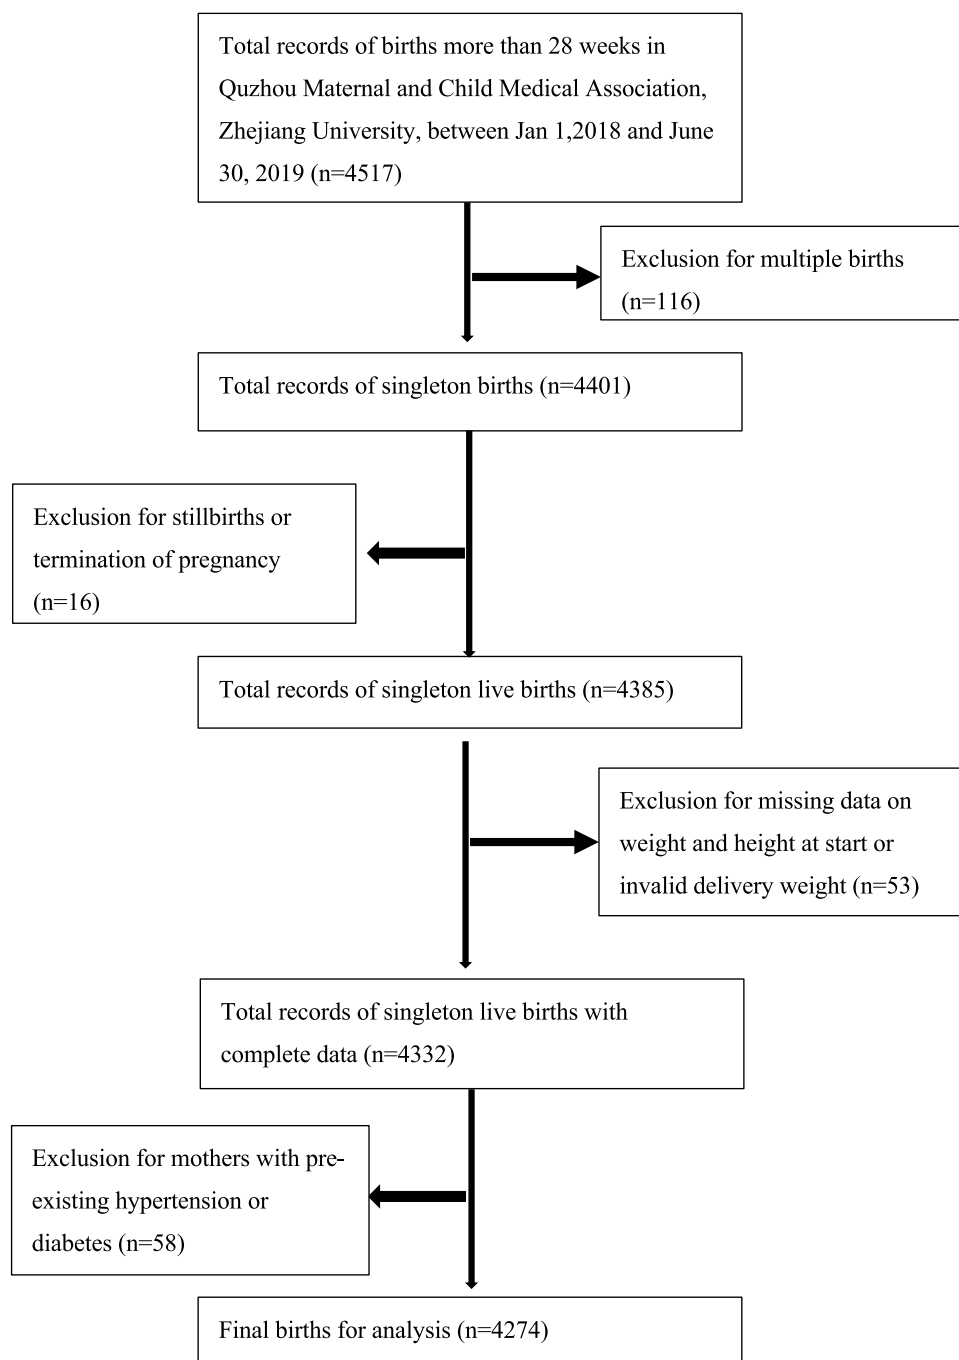 Total records of births more than 28 weeks in
Quzhou Maternal and Child Medical Association,
Zhejiang University, between Jan 1,2018 and June
30, 2019 (n=4517)
Exclusion for multiple births
(n=116)
Total records of singleton births (n=4401)
Exclusion for stillbirths or
termination of pregnancy
(n=16)
Total records of singleton live births (n=4385)
Exclusion for missing data on
weight and height at start or
invalid delivery weight (n=53)
Total records of singleton live births with
complete data (n=4332)
Exclusion for mothers with pre-
existing hypertension or
diabetes (n=58)
Final births for analysis (n=4274)